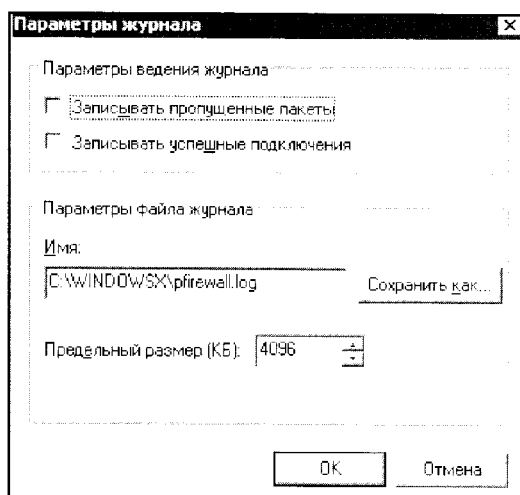 Параметры журнала
Параметры ведения журнала
Записывать пропущенные пакеты
Записывать успешные подключения
Параметры файла журнала
Имя:
C:\WINDOWSX\pfirewall.log
Сохранить как...
Предельный размер (КБ): 4096
OK
Отмена